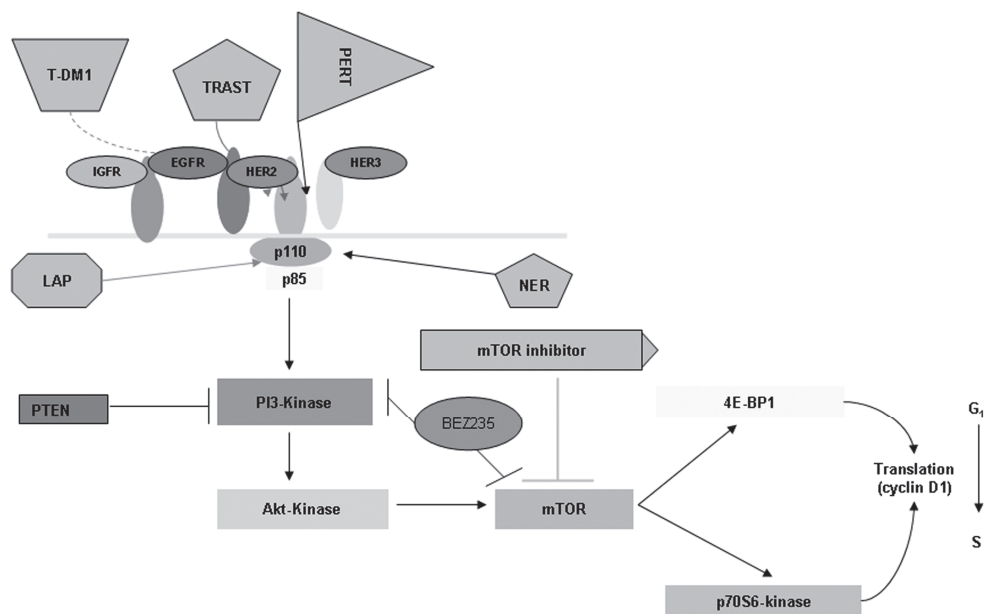 T-DM1
TRAST
PERT
IGFR
EGFR
HER2
HER3
p110
p85
LAP
NER
mTOR inhibitor
PTEN
PI3-Kinase
BEZ235
4E-BP1
G1
Translation
(cyclin D1)
Akt-Kinase
mTOR
S
p70S6-kinase